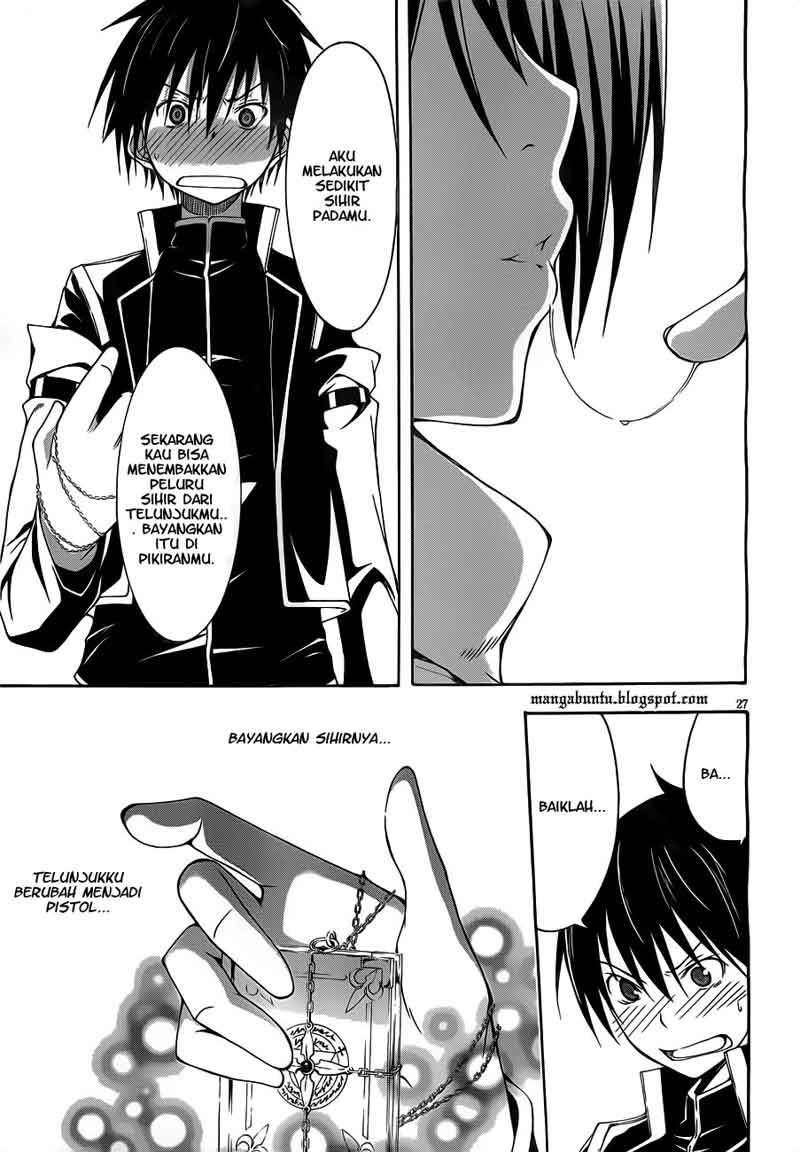 AKU
MELAKUKAN
SEDIKIT
SIHIR
PADAMU.
SEKARANG
KAU BISA
MENEMBAKKAN
PELURU
SIHIR DARI
TELUNJUKMU..
. BAYANGKAN
ITU DI
PIKIRANMU.
mangabuntu.blogspot.com
27
BA...
BAIKLAH...
BAYANGKAN SIHIRNYA...
TELUNJUKKU
BERUBAH MENJADI
PISTOL...